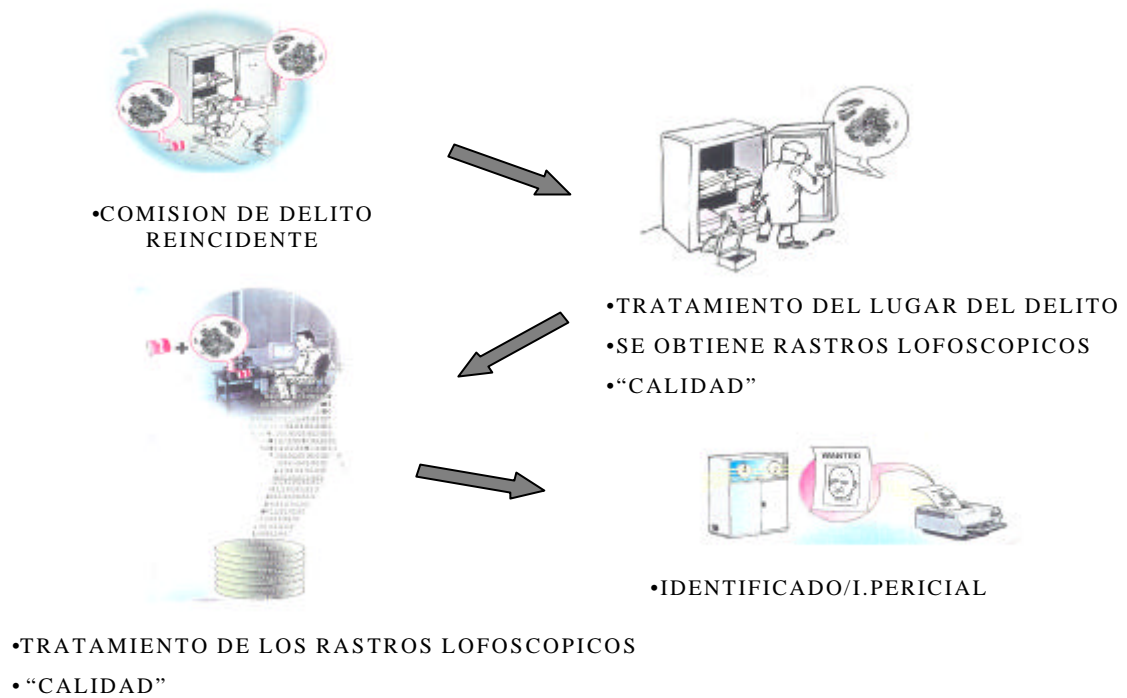 •COMISION DE DELITO
REINCIDENTE
•TRATAMIENTO DEL LUGAR DEL DELITO
•SE OBTIENE RASTROS LOFOSCOPICOS
•“CALIDAD”
+
WANTED
•IDENTIFICADO/I.PERICIAL
•TRATAMIENTO DE LOS RASTROS LOFOSCOPICOS
• “CALIDAD”